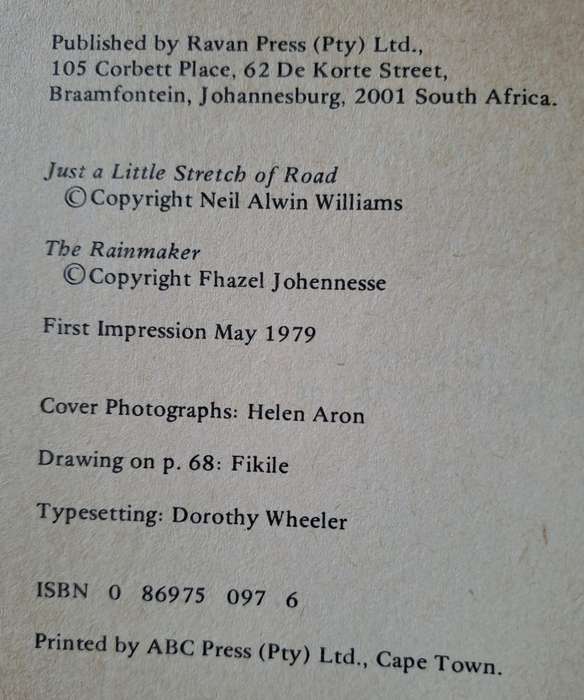 Published by Ravan Press (Pty) Ltd.,
105 Corbett Place, 62 De Korte Street,
Braamfontein, Johannesburg, 2001 South Africa.
Just a Little Stretch of Road
©Copyright Neil Alwin Williams
The Rainmaker
©Copyright Fhazel Johennesse
First Impression May 1979
Cover Photographs: Helen Aron
Drawing on p. 68: Fikile
Typesetting: Dorothy Wheeler
ISBN 0 86975 097 6
Printed by ABC Press (Pty) Ltd., Cape Town.